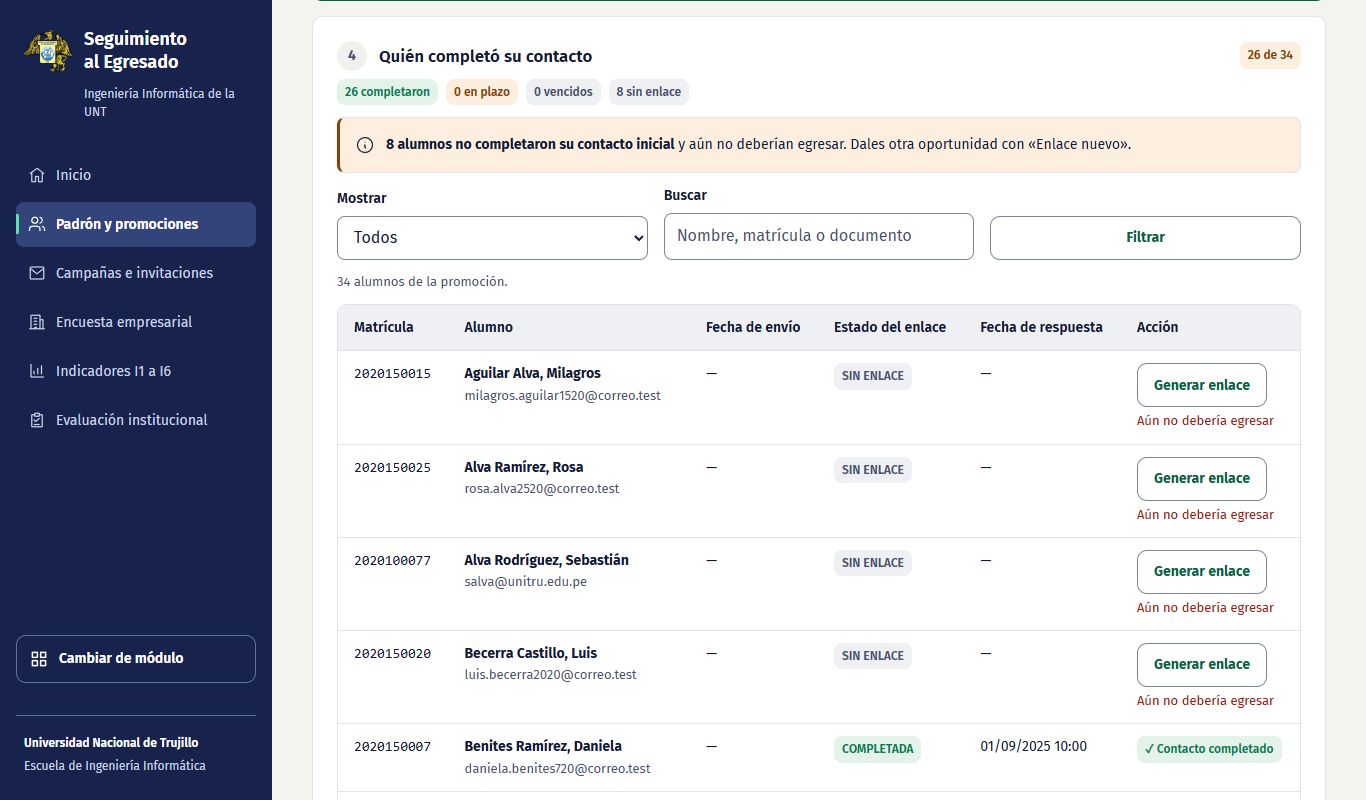 Seguimiento
al Egresado
Ingeniería Informática de la
UNT
Inicio
Padrón y promociones
Campañas e invitaciones
Encuesta empresarial
Indicadores I1 a I6
Evaluación institucional
Cambiar de módulo
Universidad Nacional de Trujillo
Escuela de Ingeniería Informática
4 Quién completó su contacto 26 de 34
26 completaron 0 en plazo 0 vencidos 8 sin enlace
8 alumnos no completaron su contacto inicial y aún no deberían egresar. Dales otra oportunidad con «Enlace nuevo».
Mostrar Buscar
Todos Nombre, matrícula o documento Filtrar
34 alumnos de la promoción.
Matrícula Alumno Fecha de envío Estado del enlace Fecha de respuesta Acción
2020150015 Aguilar Alva, Milagros — SIN ENLACE — Generar enlace
milagros.aguilar1520@correo.test Aún no debería egresar
2020150025 Alva Ramírez, Rosa — SIN ENLACE — Generar enlace
rosa.alva2520@correo.test Aún no debería egresar
2020100077 Alva Rodríguez, Sebastián — SIN ENLACE — Generar enlace
salva@unitru.edu.pe Aún no debería egresar
2020150020 Becerra Castillo, Luis — SIN ENLACE — Generar enlace
luis.becerra2020@correo.test Aún no debería egresar
2020150007 Benites Ramírez, Daniela — COMPLETADA 01/09/2025 10:00 ✓ Contacto completado
daniela.benites720@correo.test